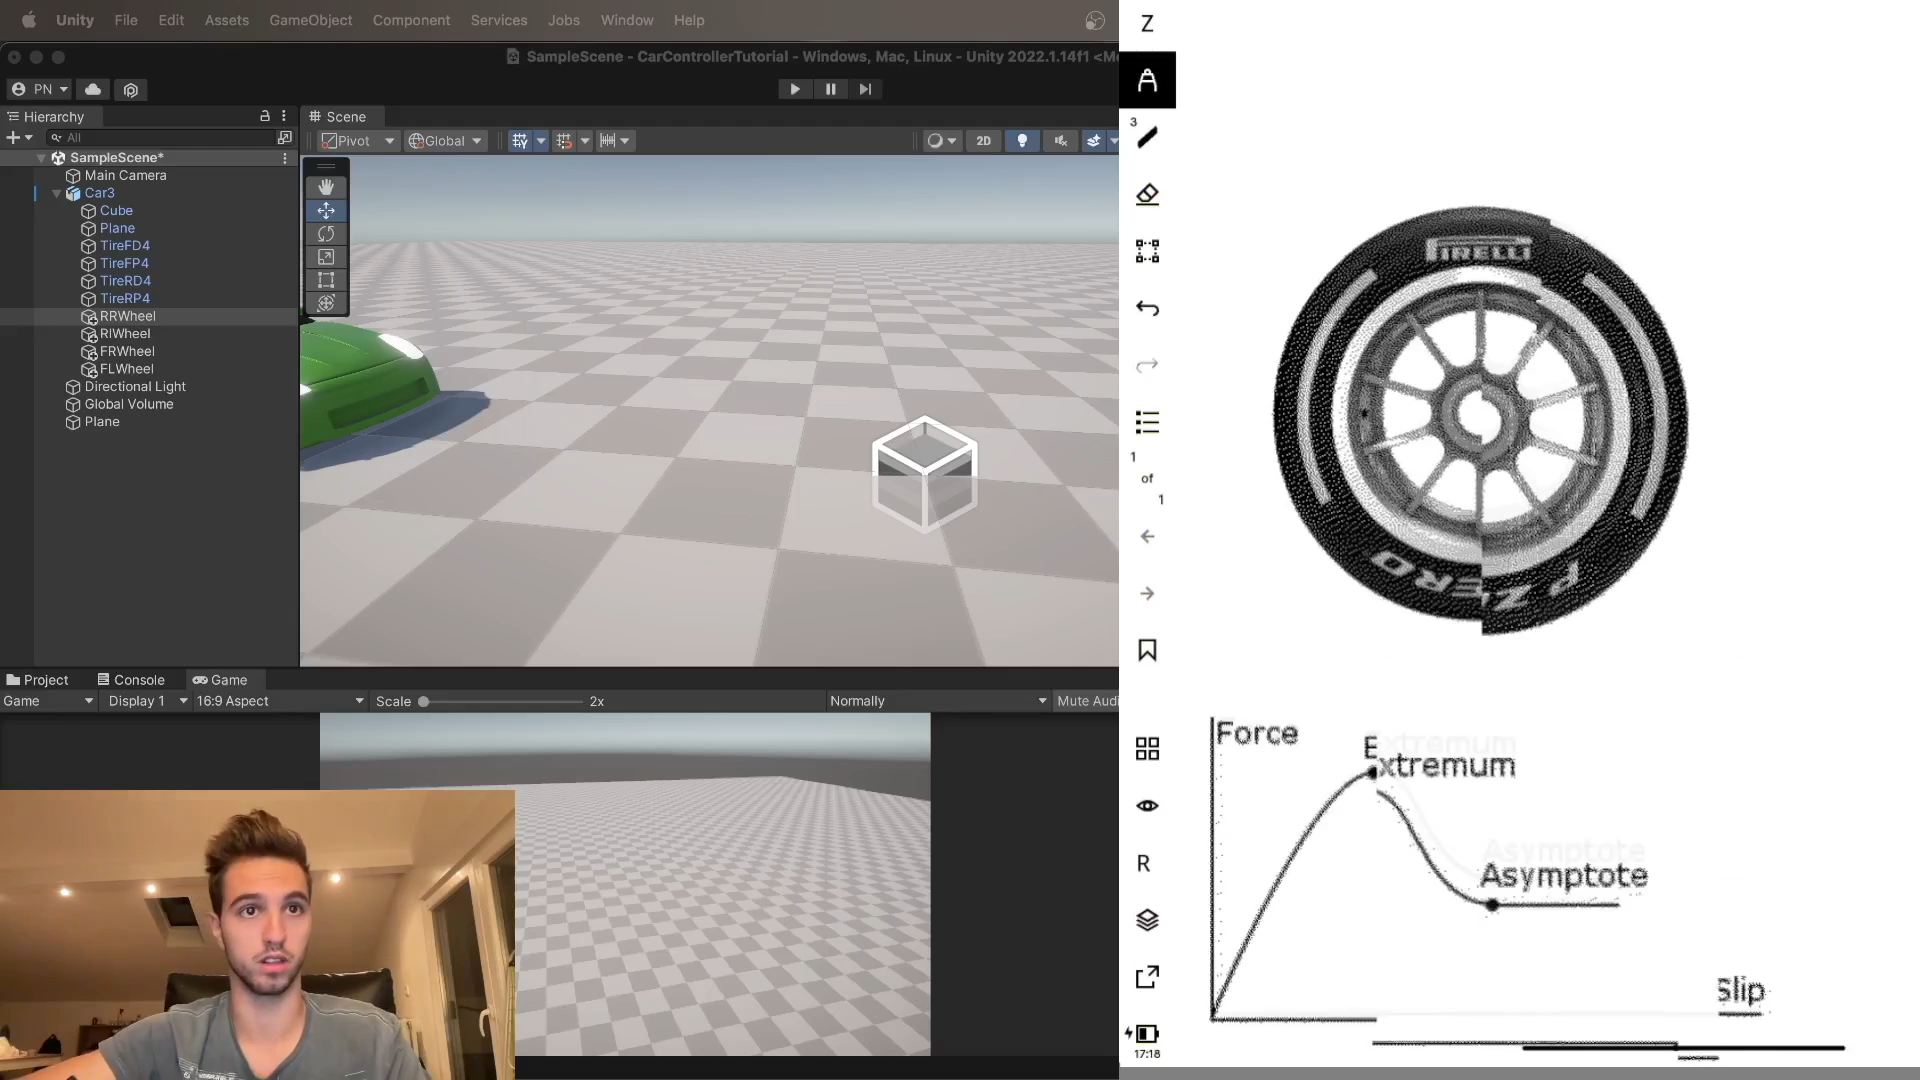 Unity File Edit Assets GameObject Component Services Jobs Window Help
SampleScene - CarControllerTutorial - Windows, Mac, Linux - Unity 2022.1.14f1 <Me
PN
Hierarchy
All
SampleScene*
Main Camera
Car3
Cube
Plane
TireFD4
TireFP4
TireRD4
TireRP4
RRWheel
RlWheel
FRWheel
FLWheel
Directional Light
Global Volume
Plane
Scene
Pivot Global 2D
Project Console Game
Game Display 1 16:9 Aspect Scale 2x Normally Mute Audi
Z
3
1
of
1
R
17:18
PIRELLI
P ZERO
Force
Extremum
Asymptote
Slip